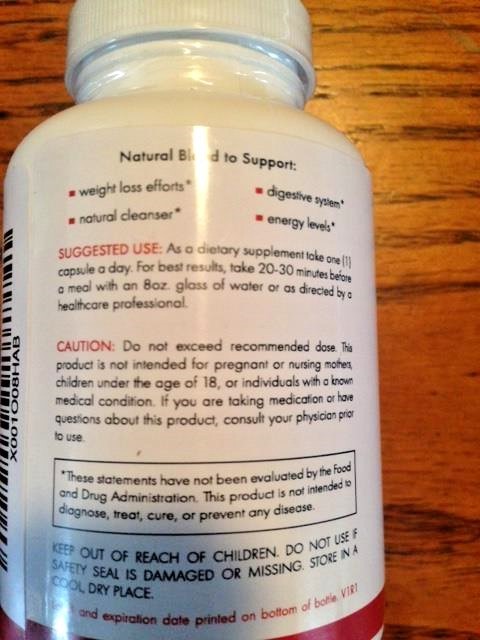 Natural Blend to Support:
▪ weight loss efforts*
▪ digestive system*
▪ natural cleanser*
▪ energy levels*
SUGGESTED USE: As a dietary supplement take one (1)
capsule a day. For best results, take 20-30 minutes before
a meal with an 8oz. glass of water or as directed by a
healthcare professional.
CAUTION: Do not exceed recommended dose. This
product is not intended for pregnant or nursing mothers,
children under the age of 18, or individuals with a known
medical condition. If you are taking medication or have
questions about this product, consult your physician prior
to use.
*These statements have not been evaluated by the Food
and Drug Administration. This product is not intended to
diagnose, treat, cure, or prevent any disease.
KEEP OUT OF REACH OF CHILDREN. DO NOT USE IF
SAFETY SEAL IS DAMAGED OR MISSING. STORE IN A
COOL, DRY PLACE.
and expiration date printed on bottom of bottle. V1R1
X001O08HAB